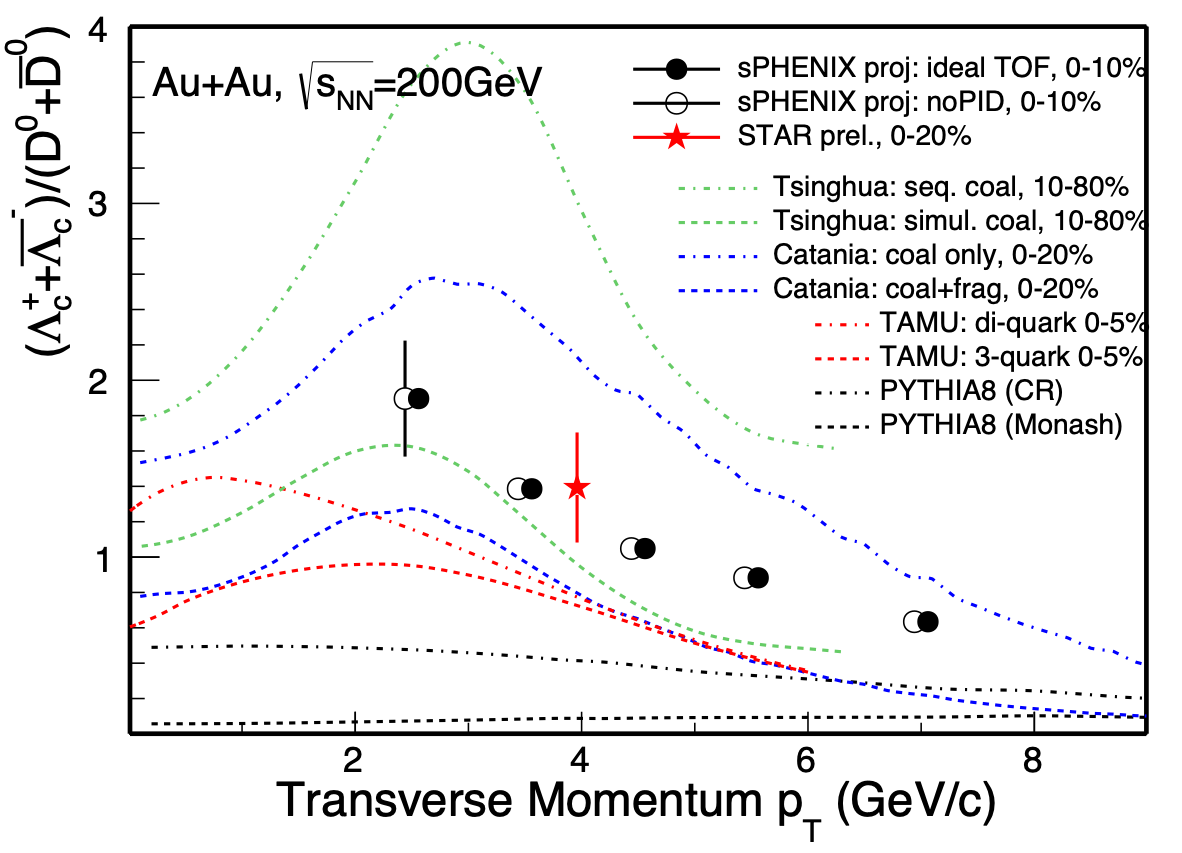 (Λc⁺+Λ̅c⁻)/(D⁰+D̅⁰)
4
3
2
1
Au+Au, √sNN=200GeV
sPHENIX proj: ideal TOF, 0-10%
sPHENIX proj: noPID, 0-10%
STAR prel., 0-20%
Tsinghua: seq. coal, 10-80%
Tsinghua: simul. coal, 10-80%
Catania: coal only, 0-20%
Catania: coal+frag, 0-20%
TAMU: di-quark 0-5%
TAMU: 3-quark 0-5%
PYTHIA8 (CR)
PYTHIA8 (Monash)
2 4 6 8
Transverse Momentum pT (GeV/c)